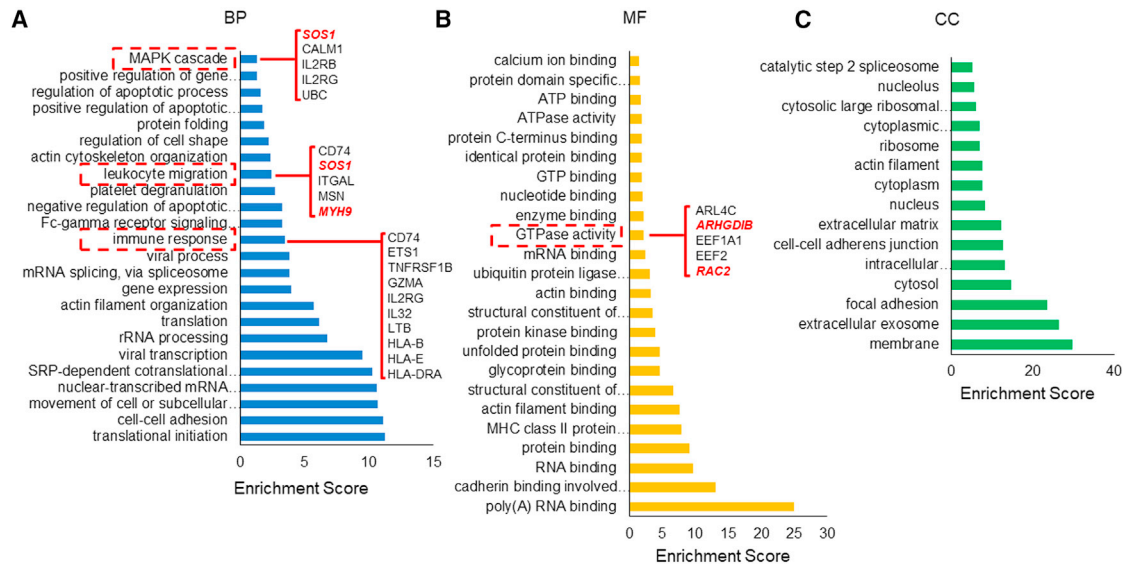 A
BP
MAPK cascade
positive regulation of gene ...
regulation of apoptotic process
positive regulation of apoptotic ...
protein folding
regulation of cell shape
actin cytoskeleton organization
leukocyte migration
platelet degranulation
negative regulation of apoptotic ...
Fc-gamma receptor signaling ...
immune response
viral process
mRNA splicing, via spliceosome
gene expression
actin filament organization
translation
rRNA processing
viral transcription
SRP-dependent cotranslational ...
nuclear-transcribed mRNA ...
movement of cell or subcellular ...
cell-cell adhesion
translational initiation
SOS1
CALM1
IL2RB
IL2RG
UBC
CD74
SOS1
ITGAL
MSN
MYH9
CD74
ETS1
TNFRSF1B
GZMA
IL2RG
IL32
LTB
HLA-B
HLA-E
HLA-DRA
0 5 10 15
Enrichment Score
B
MF
calcium ion binding
protein domain specific ...
ATP binding
ATPase activity
protein C-terminus binding
identical protein binding
GTP binding
nucleotide binding
enzyme binding
GTPase activity
mRNA binding
ubiquitin protein ligase ...
actin binding
structural constituent of ...
protein kinase binding
unfolded protein binding
glycoprotein binding
structural constituent of ...
actin filament binding
MHC class II protein ...
protein binding
RNA binding
cadherin binding involved ...
poly(A) RNA binding
ARL4C
ARHGDIB
EEF1A1
EEF2
RAC2
0 5 10 15 20 25 30
Enrichment Score
C
CC
catalytic step 2 spliceosome
nucleolus
cytosolic large ribosomal ...
cytoplasmic ...
ribosome
actin filament
cytoplasm
nucleus
extracellular matrix
cell-cell adherens junction
intracellular ...
cytosol
focal adhesion
extracellular exosome
membrane
0 20 40
Enrichment Score